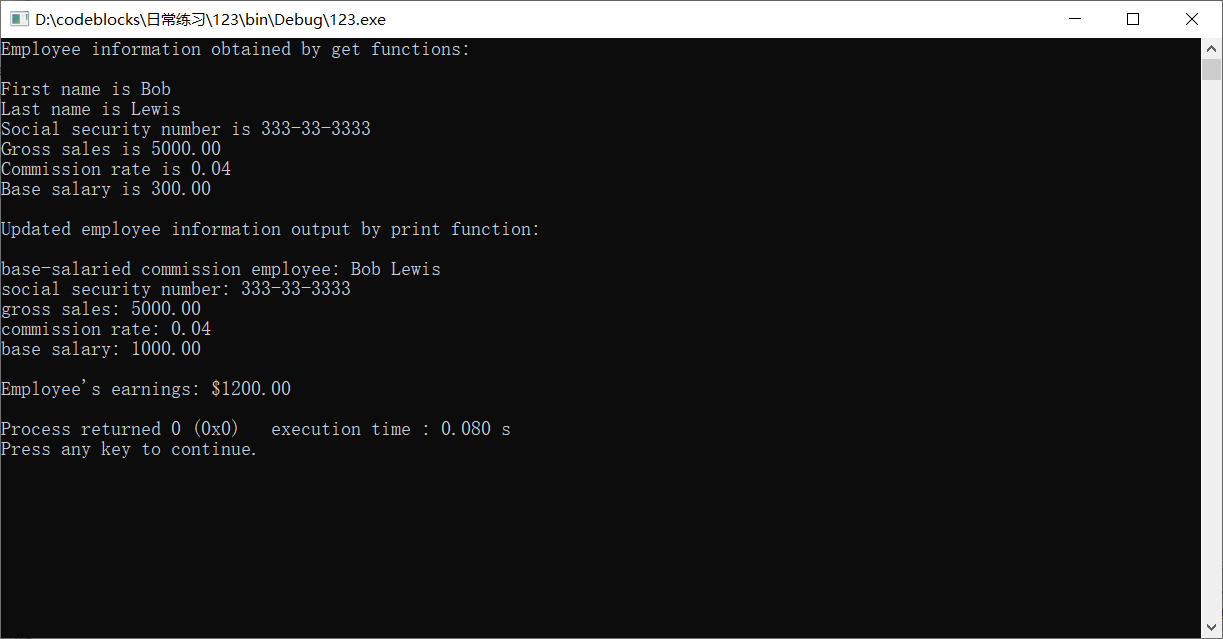 D:\codeblocks\日常练习\123\bin\Debug\123.exe
Employee information obtained by get functions:
First name is Bob
Last name is Lewis
Social security number is 333-33-3333
Gross sales is 5000.00
Commission rate is 0.04
Base salary is 300.00
Updated employee information output by print function:
base-salaried commission employee: Bob Lewis
social security number: 333-33-3333
gross sales: 5000.00
commission rate: 0.04
base salary: 1000.00
Employee's earnings: $1200.00
Process returned 0 (0x0)   execution time : 0.080 s
Press any key to continue.